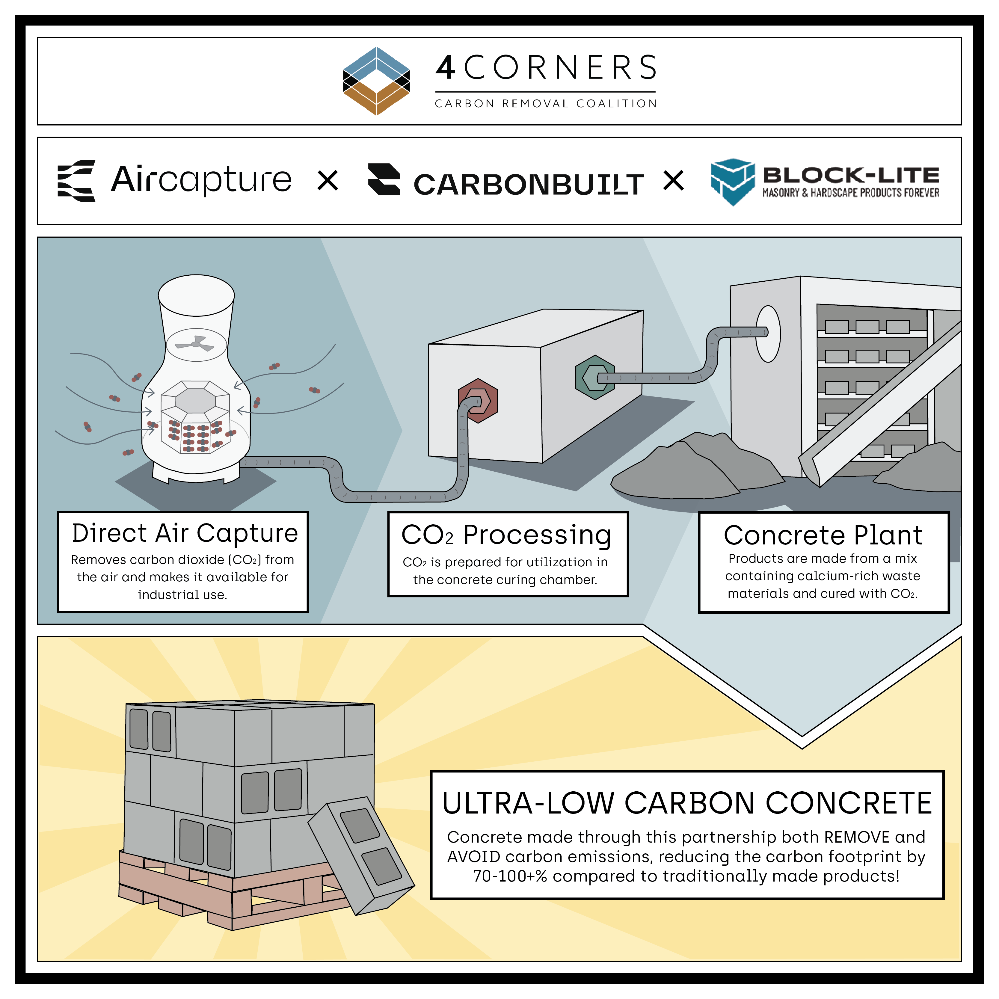 4CORNERS
CARBON REMOVAL COALITION
Aircapture × CARBONBUILT × BLOCK-LITE
MASONRY & HARDSCAPE PRODUCTS FOREVER
Direct Air Capture
Removes carbon dioxide (CO₂) from
the air and makes it available for
industrial use.
CO₂ Processing
CO₂ is prepared for utilization in
the concrete curing chamber.
Concrete Plant
Products are made from a mix
containing calcium-rich waste
materials and cured with CO₂.
ULTRA-LOW CARBON CONCRETE
Concrete made through this partnership both REMOVE and
AVOID carbon emissions, reducing the carbon footprint by
70-100+% compared to traditionally made products!